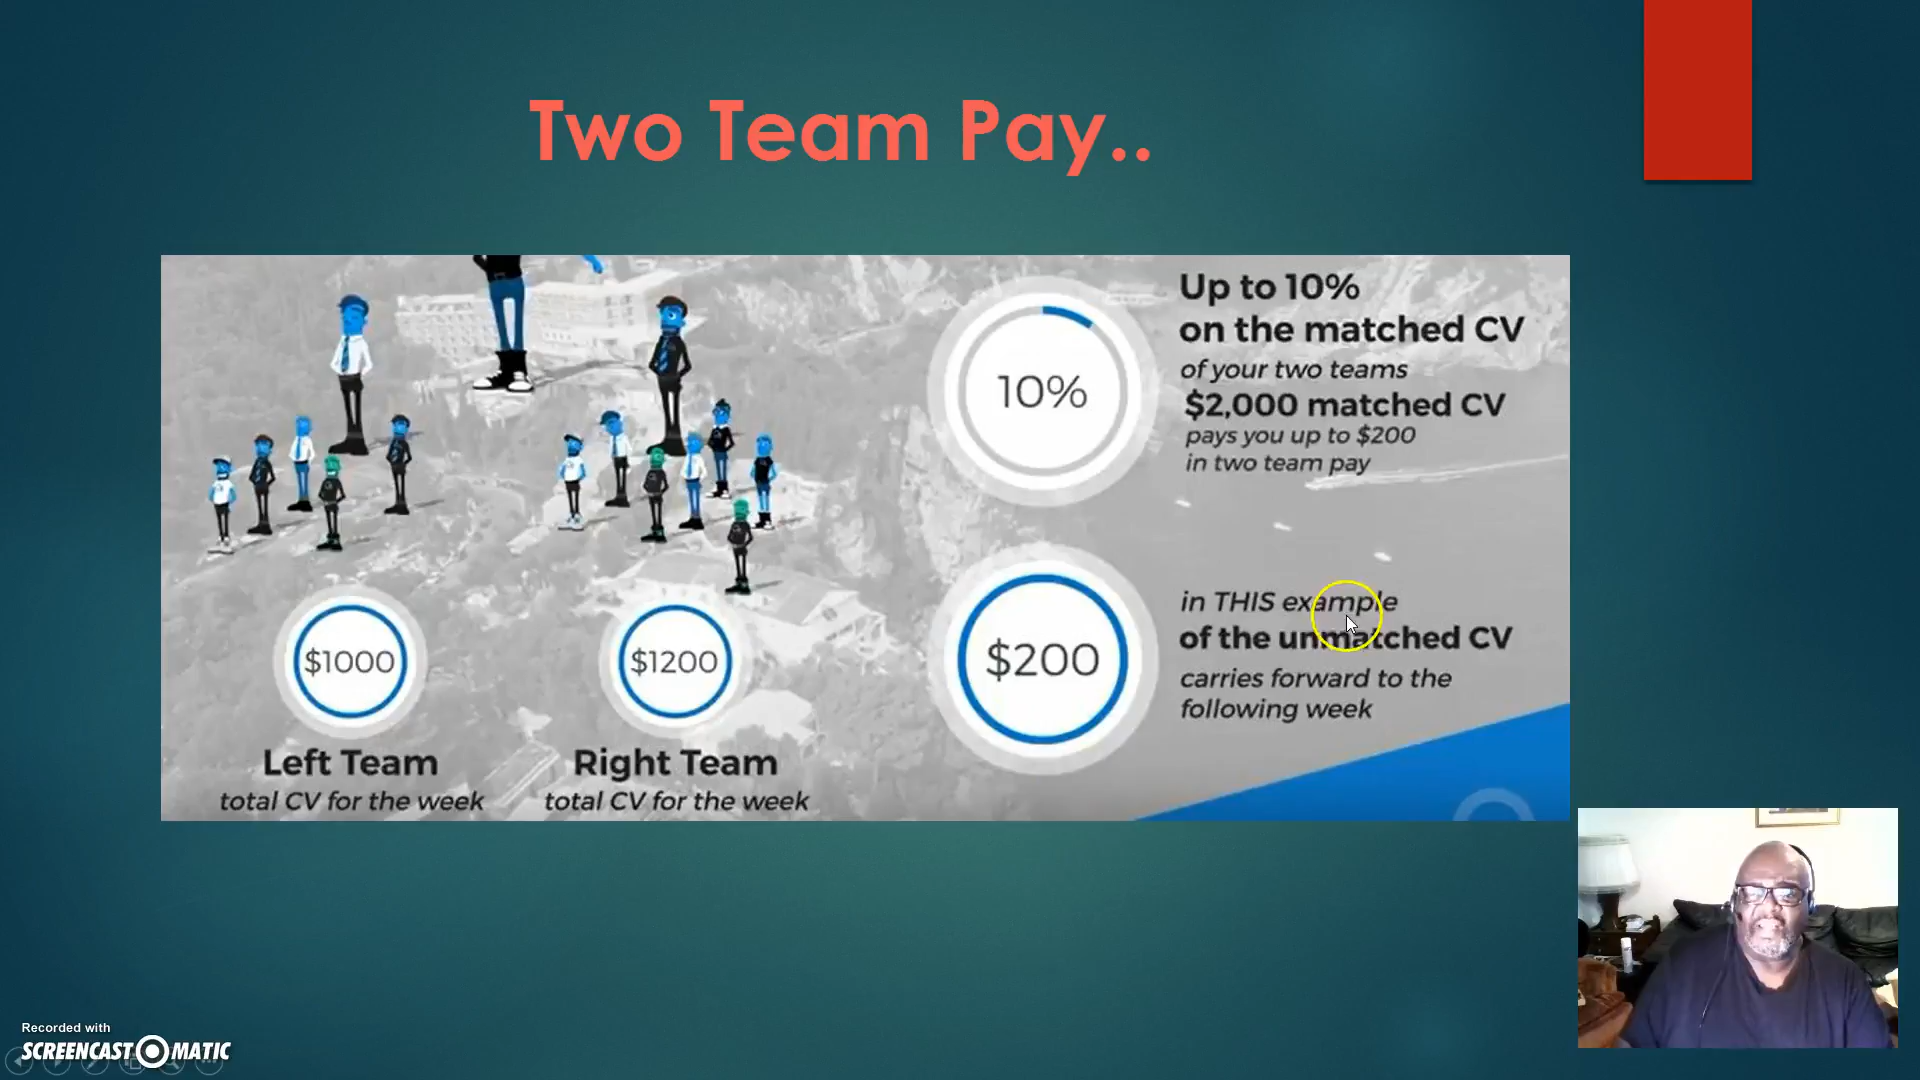 Two Team Pay..
Up to 10%
on the matched CV
of your two teams
$2,000 matched CV
pays you up to $200
in two team pay
10%
in THIS example
of the unmatched CV
carries forward to the
following week
$200
$1000
$1200
Left Team
total CV for the week
Right Team
total CV for the week
Recorded with
SCREENCAST MATIC